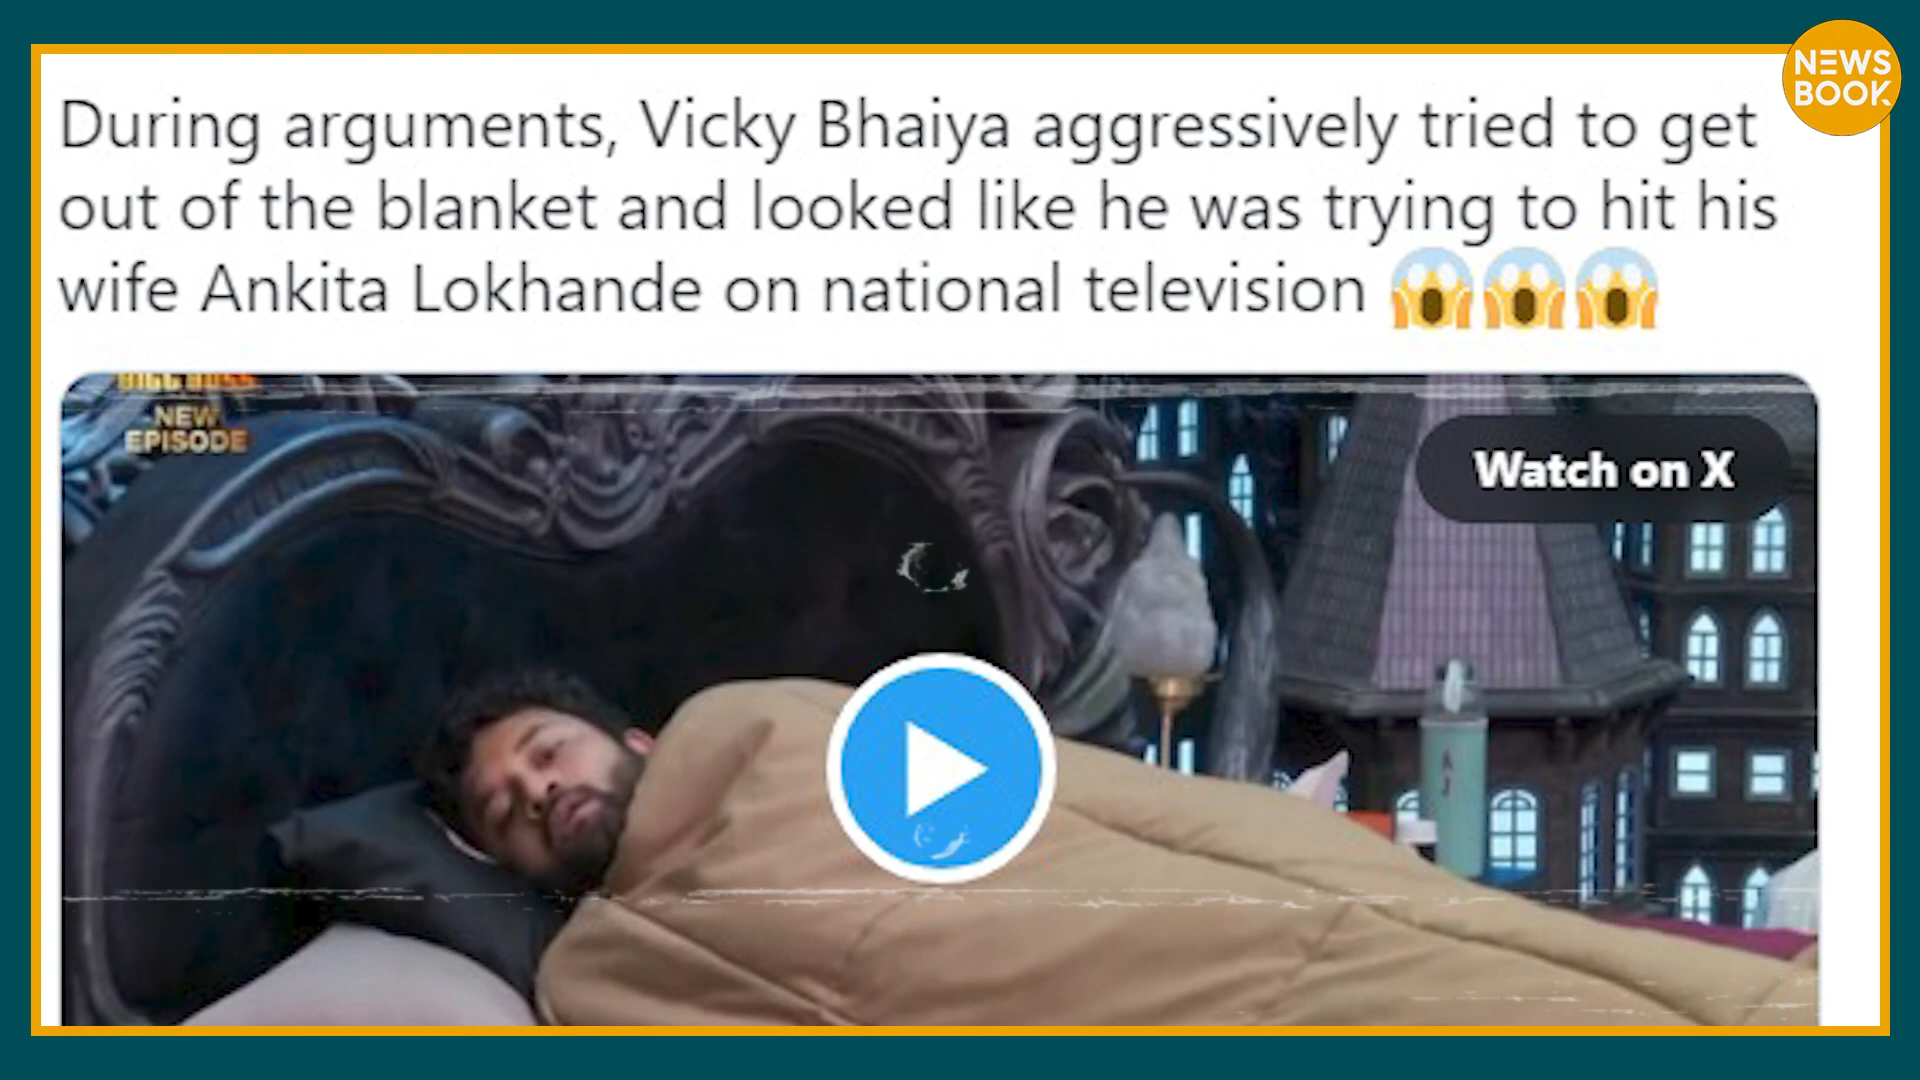 NEWS
BOOK
During arguments, Vicky Bhaiya aggressively tried to get
out of the blanket and looked like he was trying to hit his
wife Ankita Lokhande on national television 😱😱😱
NEW
EPISODE
Watch on X
A
J